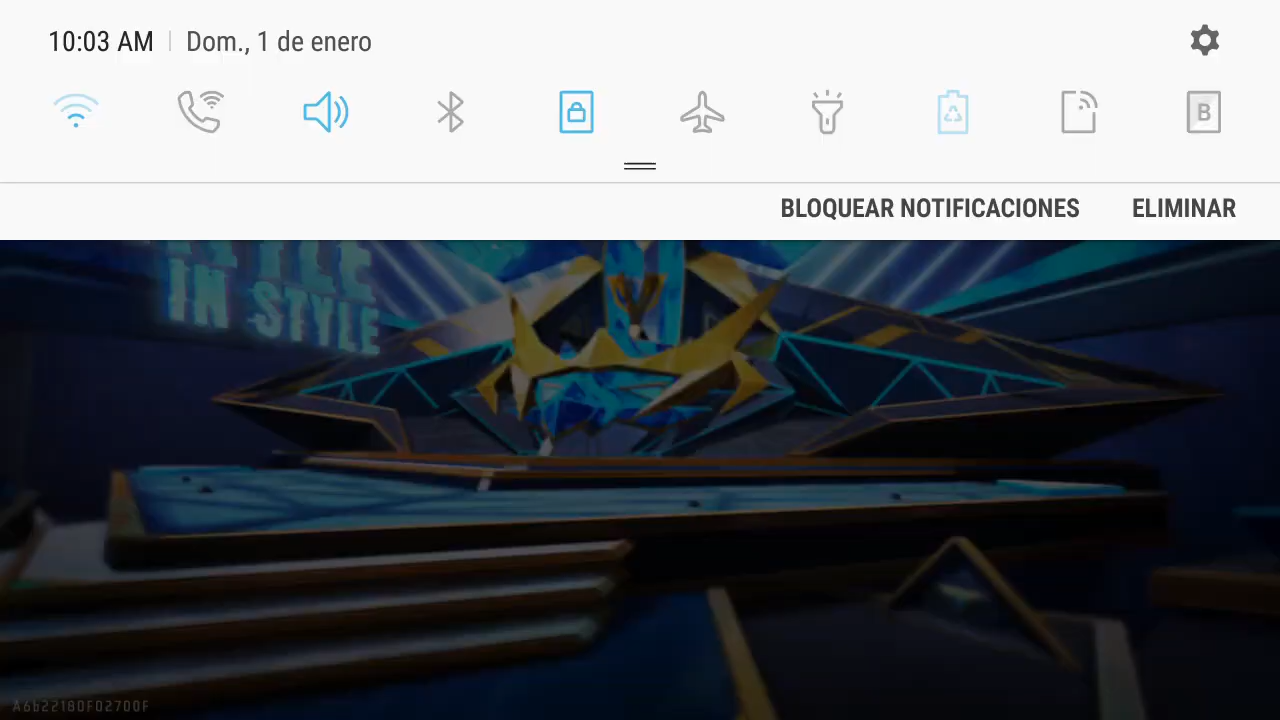 10:03 AM Dom., 1 de enero
B
BLOQUEAR NOTIFICACIONES ELIMINAR
IN STYLE
A6b22180F02700F